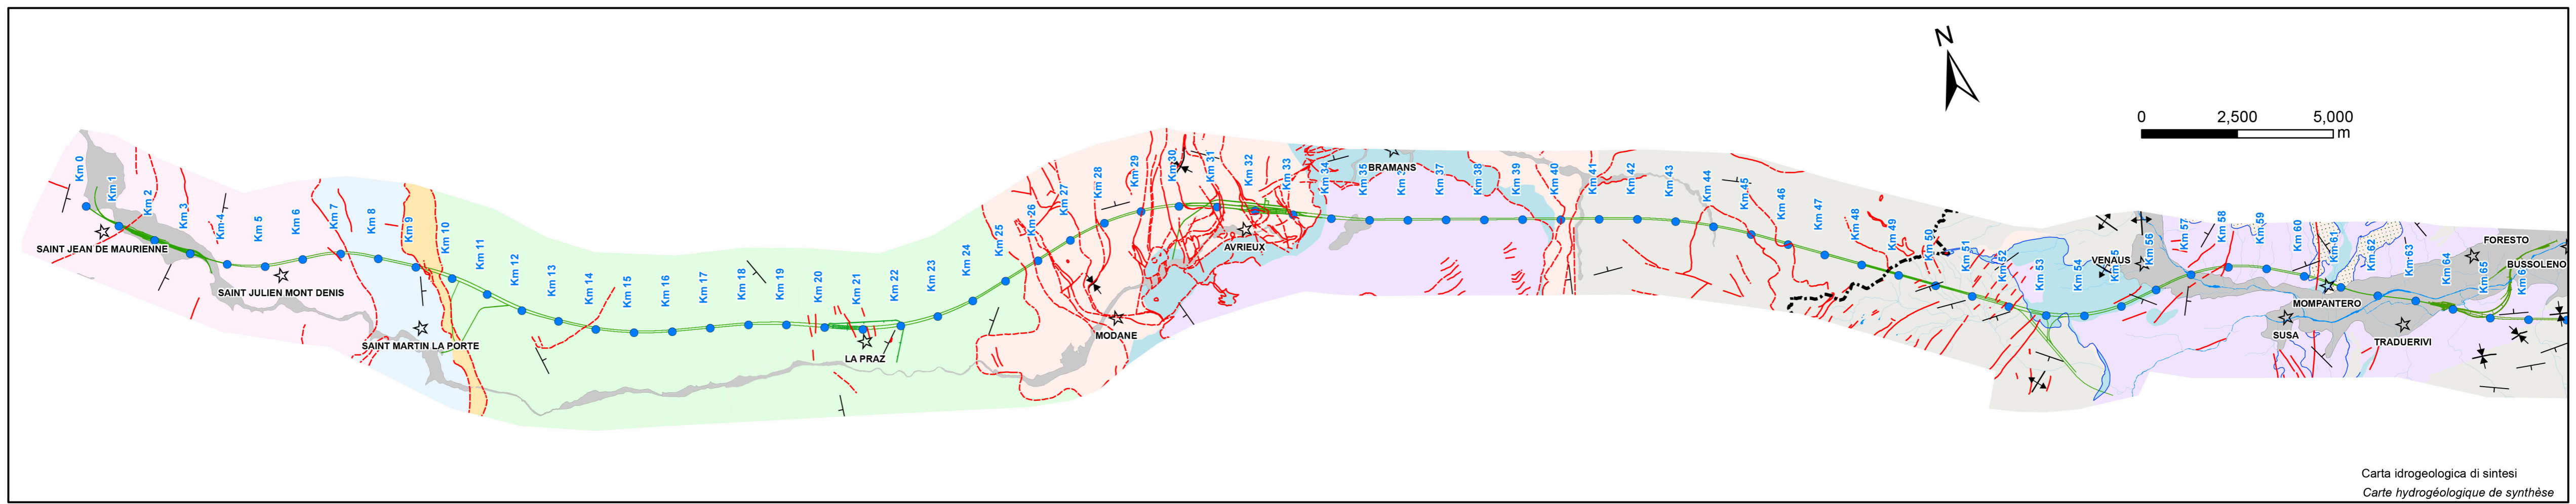 N
0 2,500 5,000
m
Km 0
Km 1
Km 2
Km 3
Km 4
Km 5
Km 6
Km 7
Km 8
Km 9
Km 10
Km 11
Km 12
Km 13
Km 14
Km 15
Km 16
Km 17
Km 18
Km 19
Km 20
Km 21
Km 22
Km 23
Km 24
Km 25
Km 26
Km 27
Km 28
Km 29
Km 30
Km 31
Km 32
Km 33
Km 34
Km 35
Km 37
Km 38
Km 39
Km 40
Km 41
Km 42
Km 43
Km 44
Km 45
Km 46
Km 47
Km 48
Km 49
Km 50
Km 51
Km 52
Km 53
Km 54
Km 56
Km 57
Km 58
Km 59
Km 60
Km 61
Km 62
Km 63
Km 64
Km 65
SAINT JEAN DE MAURIENNE
SAINT JULIEN MONT DENIS
SAINT MARTIN LA PORTE
LA PRAZ
MODANE
AVRIEUX
BRAMANS
VENAUS
MOMPANTERO
SUSA
TRADUERIVI
FORESTO
BUSSOLENO
Carta idrogeologica di sintesi
Carte hydrogéologique de synthèse